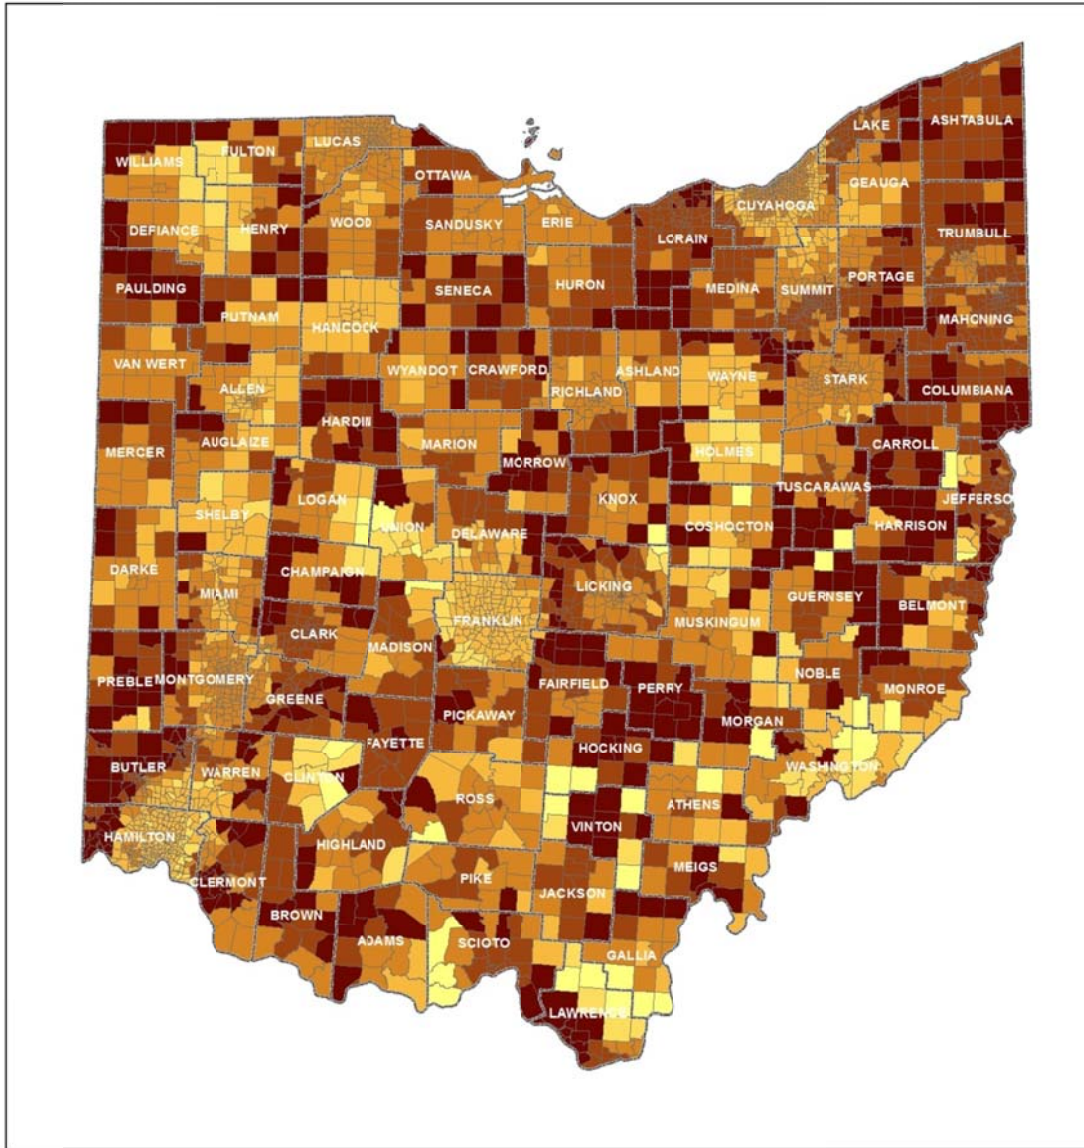 ASHTABULA
LAKE
LUCAS
FULTON
WILLIAMS
OTTAWA
GEAUGA
CUYAHOGA
WOOD
SANDUSKY
ERIE
DEFIANCE
HENRY
TRUMBULL
LORAIN
PORTAGE
PAULDING
SENECA
HURON
MEDINA
SUMMIT
PUTNAM
HANCOCK
MAHONING
VAN WERT
WYANDOT
CRAWFORD
ASHLAND
WAYNE
STARK
ALLEN
RICHLAND
COLUMBIANA
HARDIN
AUGLAIZE
MARION
CARROLL
MERCER
HOLMES
MORROW
TUSCARAWAS
LOGAN
KNOX
JEFFERSO
SHELBY
UNION
DELAWARE
COSHOCTON
HARRISON
DARKE
CHAMPAIGN
LICKING
MIAMI
GUERNSEY
BELMONT
FRANKLIN
MUSKINGUM
CLARK
MADISON
NOBLE
PREBLE
MONTGOMERY
FAIRFIELD
PERRY
MONROE
GREENE
PICKAWAY
MORGAN
FAYETTE
HOCKING
BUTLER
WARREN
CLINTON
WASHINGTON
ROSS
ATHENS
VINTON
HAMILTON
HIGHLAND
CLERMONT
PIKE
JACKSON
MEIGS
BROWN
ADAMS
SCIOTO
GALLIA
LAWRENCE